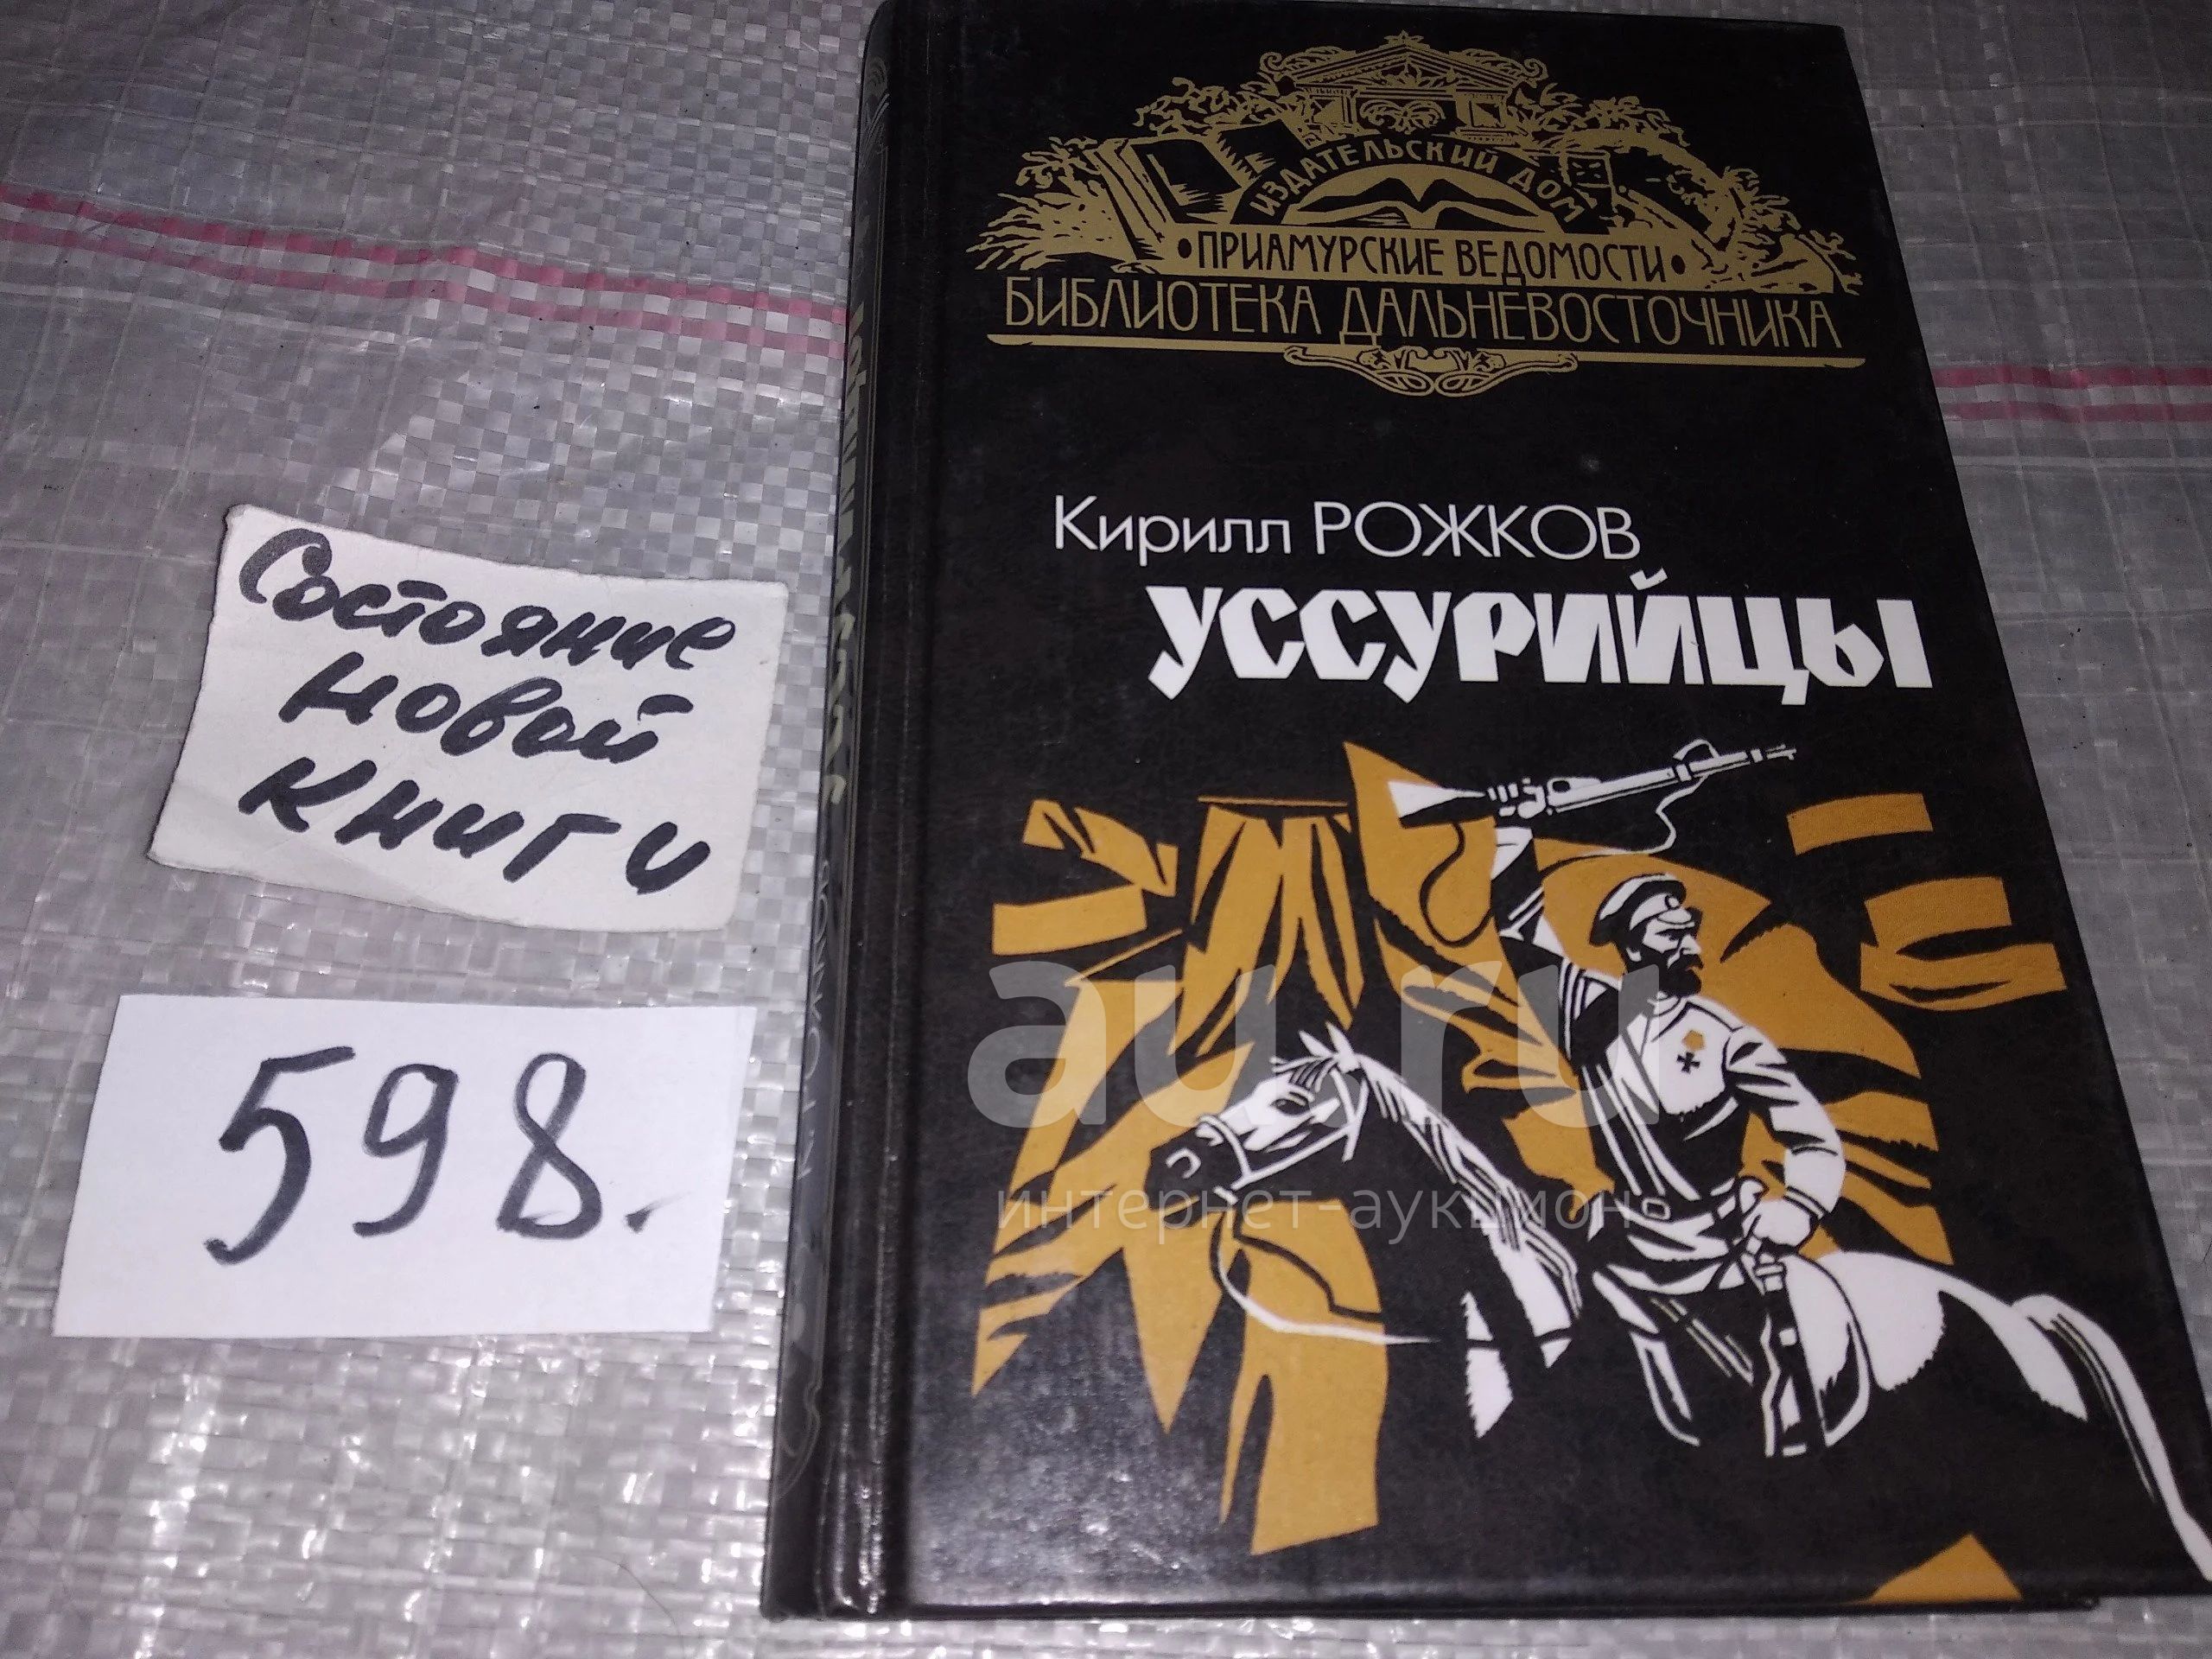 ИЗДАТЕЛЬСКИЙ ДОМ
•ПРИАМУРСКИЕ ВЕДОМОСТИ•
БИБЛИОТЕКА ДАЛЬНЕВОСТОЧНИКА
Кирилл РОЖКОВ
УССУРИЙЦЫ
Состояние
новой
книги
598.
au.ru
интернет-аукцион